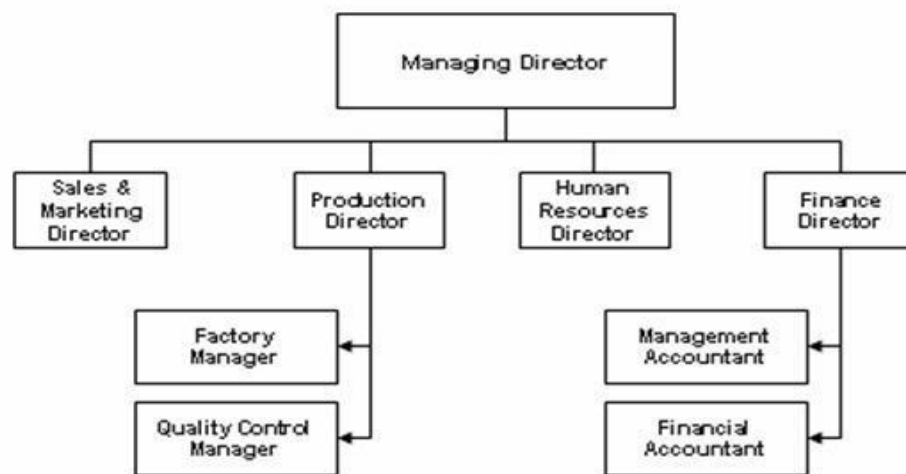 Managing Director
Sales &
Marketing
Director
Production
Director
Human
Resources
Director
Finance
Director
Factory
Manager
Management
Accountant
Quality Control
Manager
Financial
Accountant